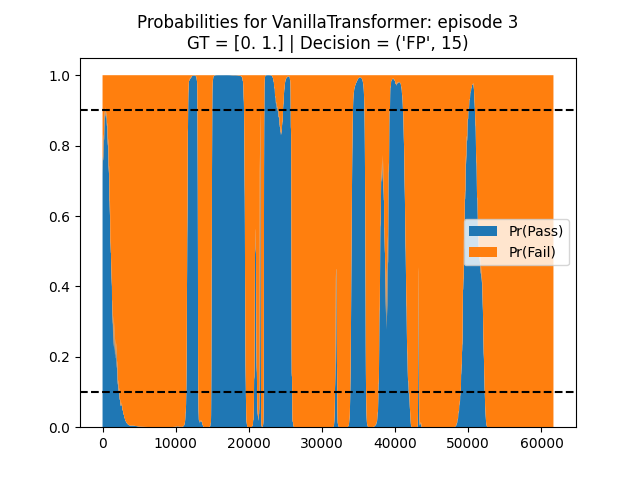 Probabilities for VanillaTransformer: episode 3
GT = [0. 1.] | Decision = ('FP', 15)
1.0
0.8
0.6
0.4
0.2
0.0
Pr(Pass)
Pr(Fail)
0 10000 20000 30000 40000 50000 60000